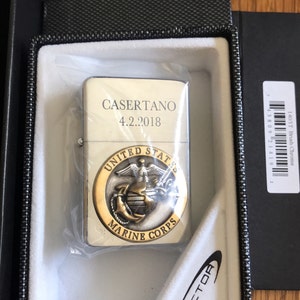 CASERTANO
4.2.2018
UNITED STATES
MARINE CORPS